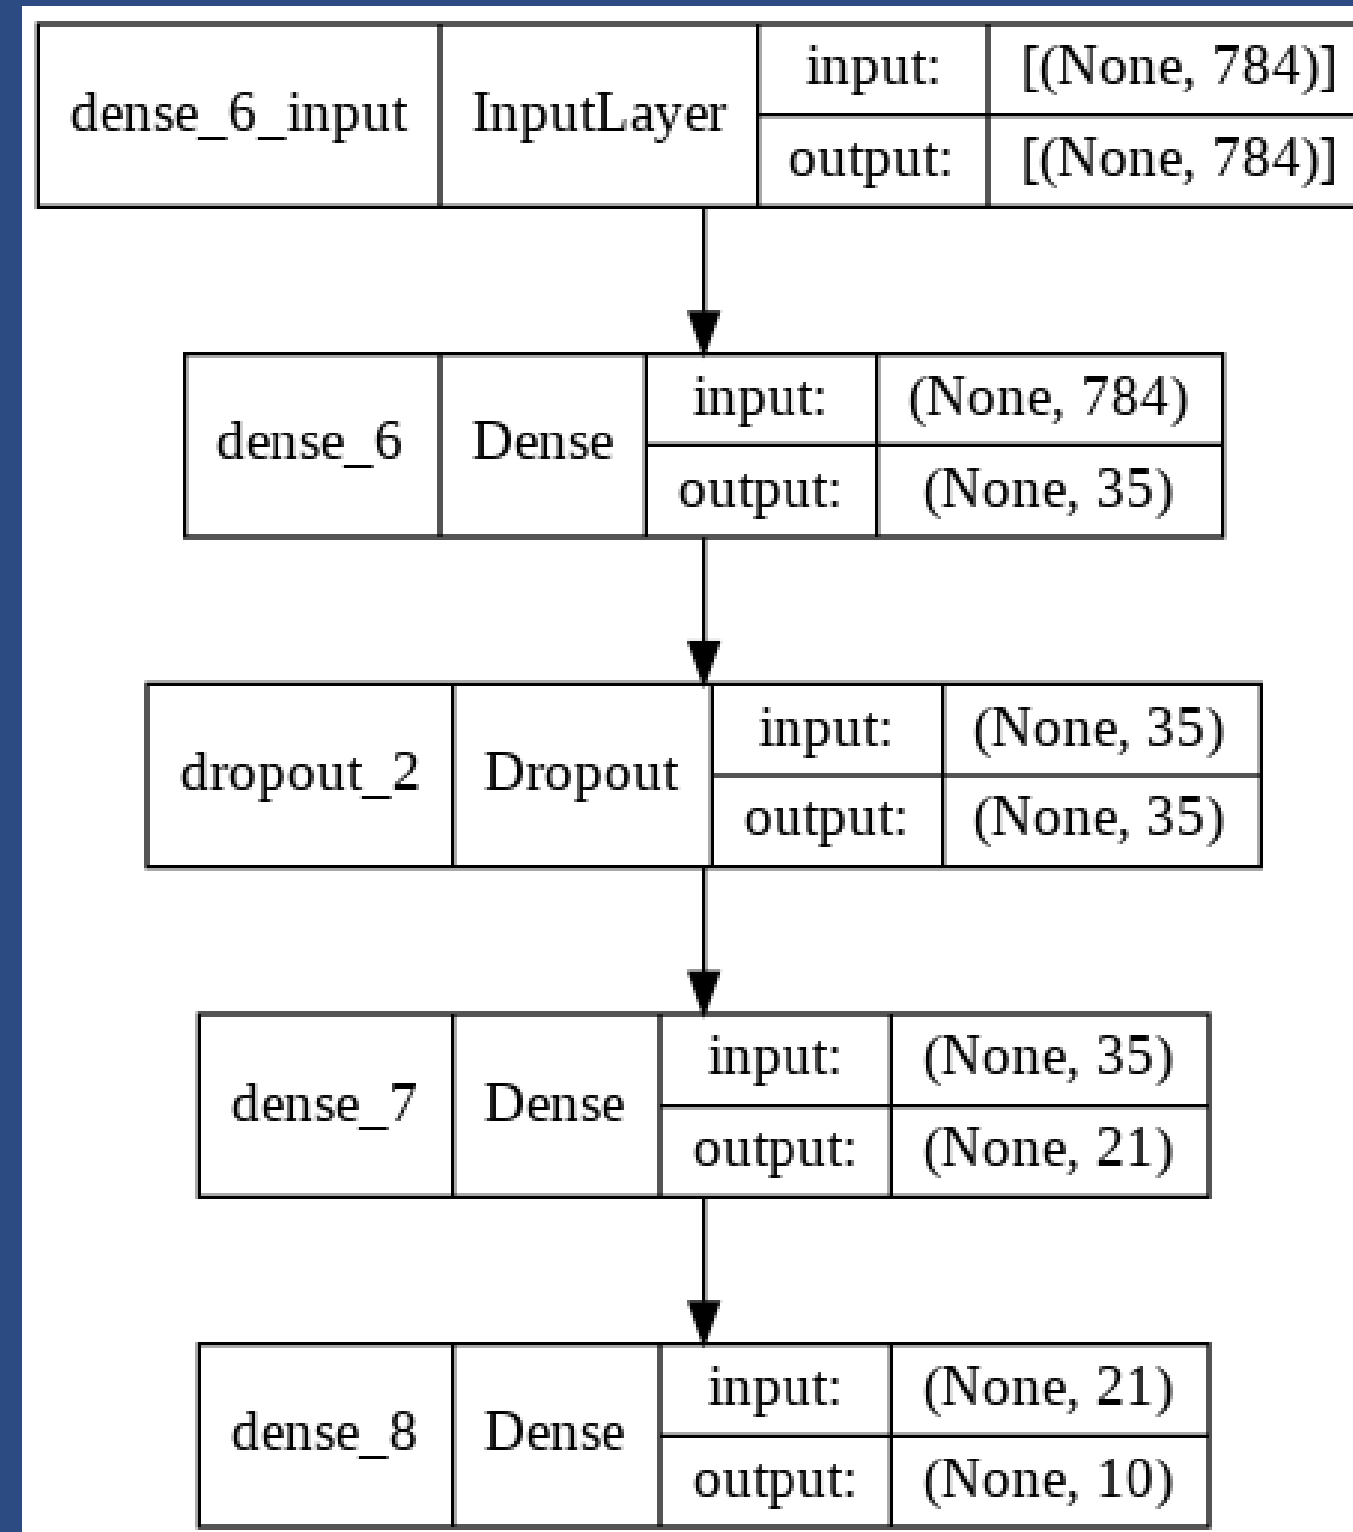 dense_6_input InputLayer input: [(None, 784)]
output: [(None, 784)]
dense_6 Dense input: (None, 784)
output: (None, 35)
dropout_2 Dropout input: (None, 35)
output: (None, 35)
dense_7 Dense input: (None, 35)
output: (None, 21)
dense_8 Dense input: (None, 21)
output: (None, 10)